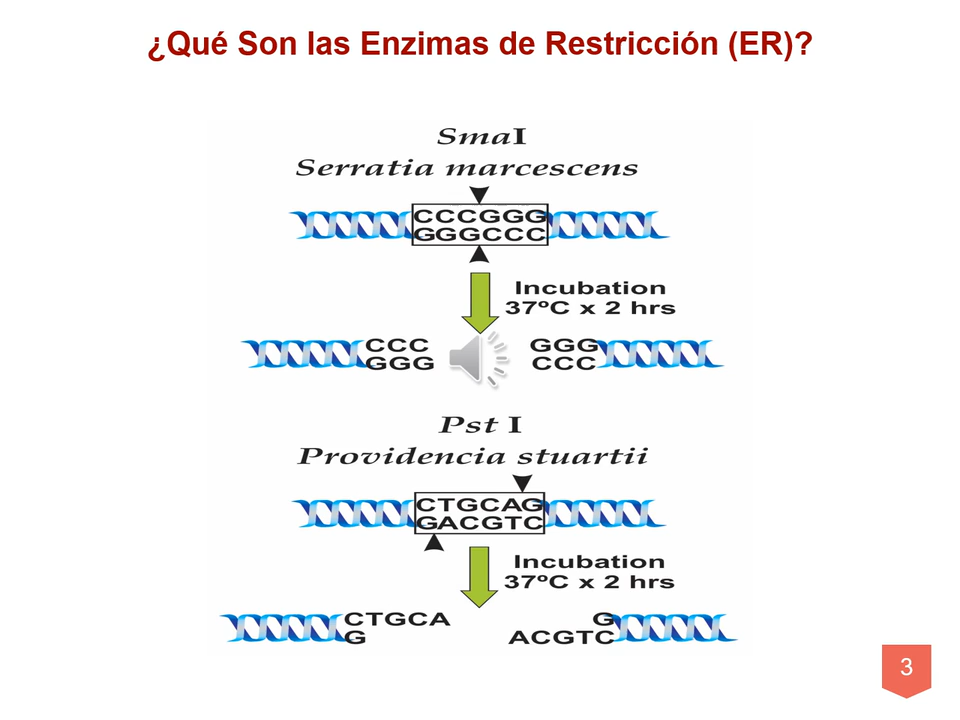 ¿Qué Son las Enzimas de Restricción (ER)?
SmaI
Serratia marcescens
CCCGGG
GGGCCC
Incubation
37ºC x 2 hrs
CCC GGG
GGG CCC
Pst I
Providencia stuartii
CTGCAG
GACGTC
Incubation
37ºC x 2 hrs
CTGCA G
G ACGTC
3